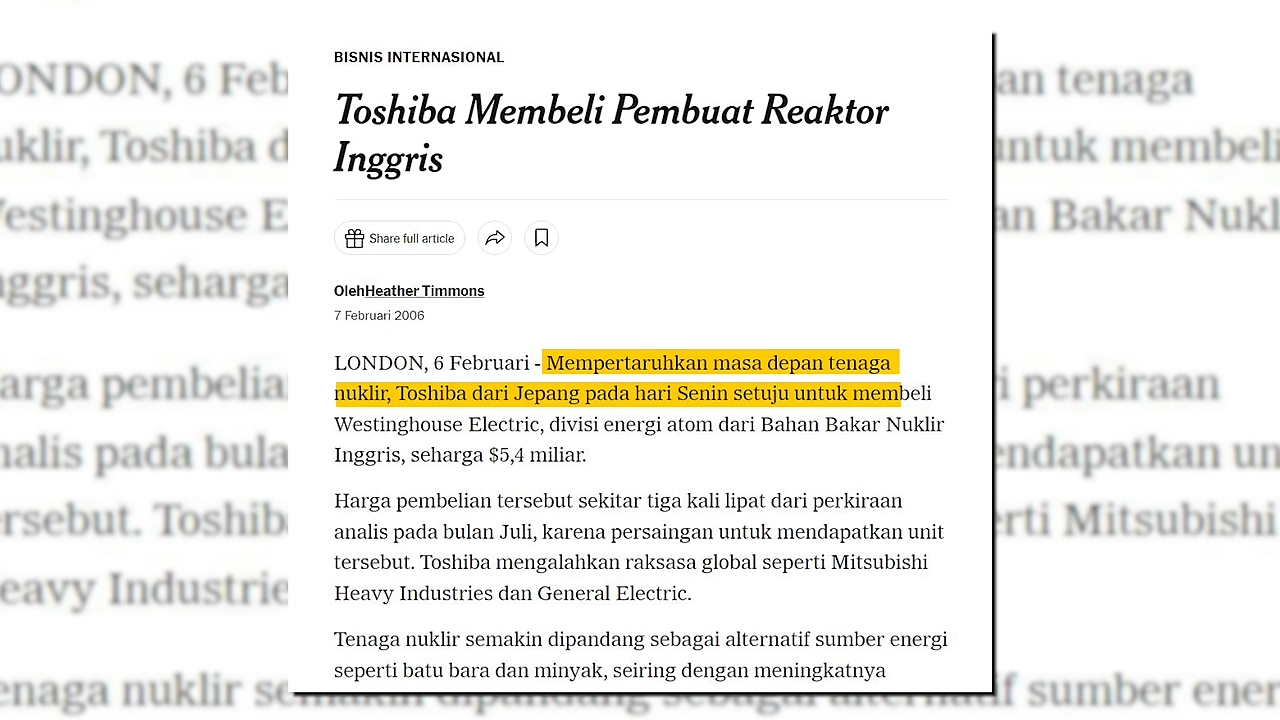 BISNIS INTERNASIONAL
Toshiba Membeli Pembuat Reaktor
Inggris
Share full article
OlehHeather Timmons
7 Februari 2006
LONDON, 6 Februari - Mempertaruhkan masa depan tenaga
nuklir, Toshiba dari Jepang pada hari Senin setuju untuk membeli
Westinghouse Electric, divisi energi atom dari Bahan Bakar Nuklir
Inggris, seharga $5,4 miliar.
Harga pembelian tersebut sekitar tiga kali lipat dari perkiraan
analis pada bulan Juli, karena persaingan untuk mendapatkan unit
tersebut. Toshiba mengalahkan raksasa global seperti Mitsubishi
Heavy Industries dan General Electric.
Tenaga nuklir semakin dipandang sebagai alternatif sumber energi
seperti batu bara dan minyak, seiring dengan meningkatnya